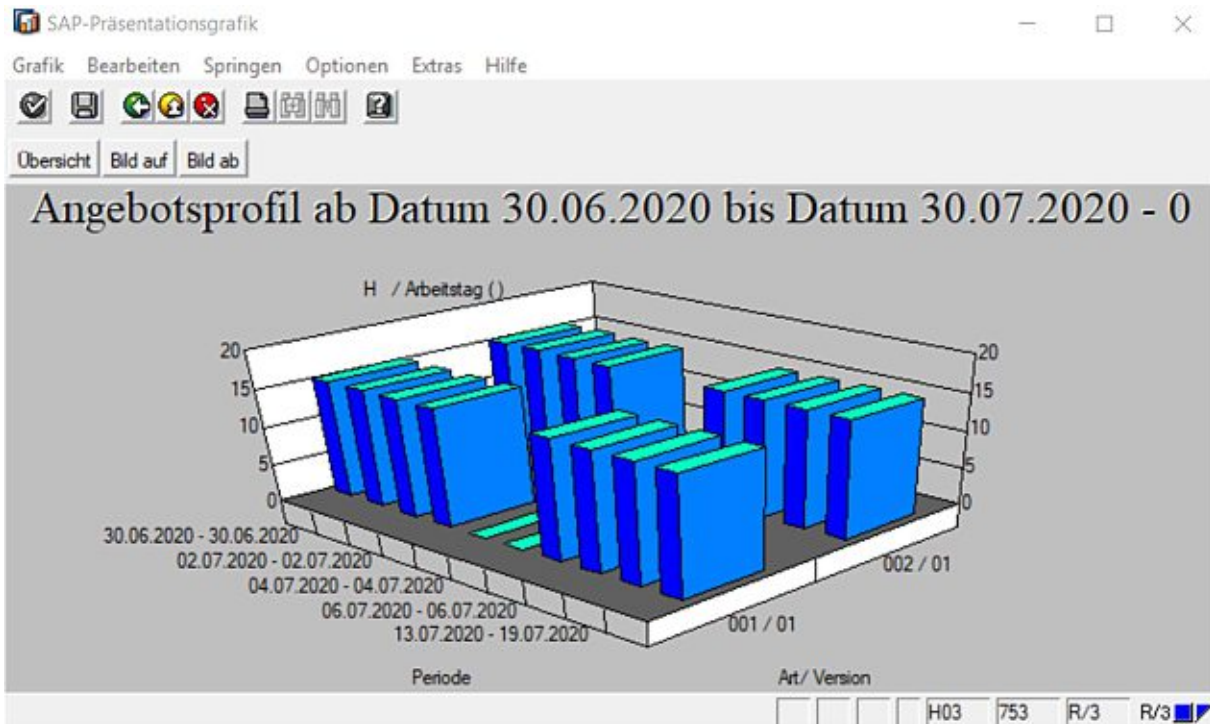 SAP-Präsentationsgrafik
Grafik Bearbeiten Springen Optionen Extras Hilfe
Übersicht Bild auf Bild ab
Angebotsprofil ab Datum 30.06.2020 bis Datum 30.07.2020 - 0
H / Arbeitstag ( )
20
15
10
5
0
20
15
10
5
0
30.06.2020 - 30.06.2020
02.07.2020 - 02.07.2020
04.07.2020 - 04.07.2020
06.07.2020 - 06.07.2020
13.07.2020 - 19.07.2020
002 / 01
001 / 01
Periode
Art/ Version
H03 753 R/3 R/3